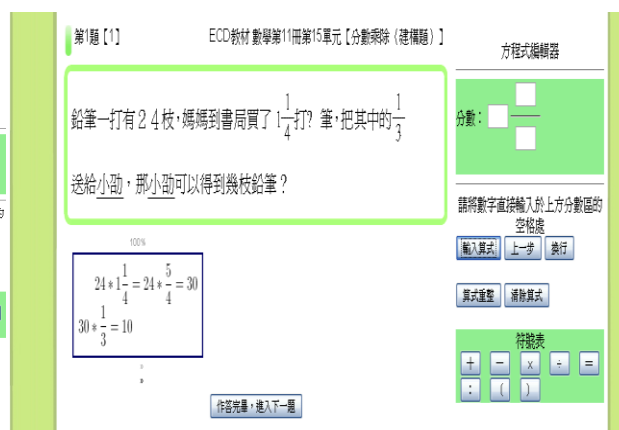 第1題【1】
ECD教材 數學第11冊第15單元【分數乘除（建構題）】
鉛筆一打有２４枝，媽媽到書局買了 1 1/4 打? 筆，把其中的 1/3
送給小劭，那小劭可以得到幾枝鉛筆？
100%
24 * 1 1/4 = 24 * 5/4 = 30
30 * 1/3 = 10
作答完畢，進入下一題
方程式編輯器
分數：
請將數字直接輸入於上方分數區的
空格處
輸入算式 上一步 換行
算式重整 清除算式
符號表
+ − × ÷ =
: ( )